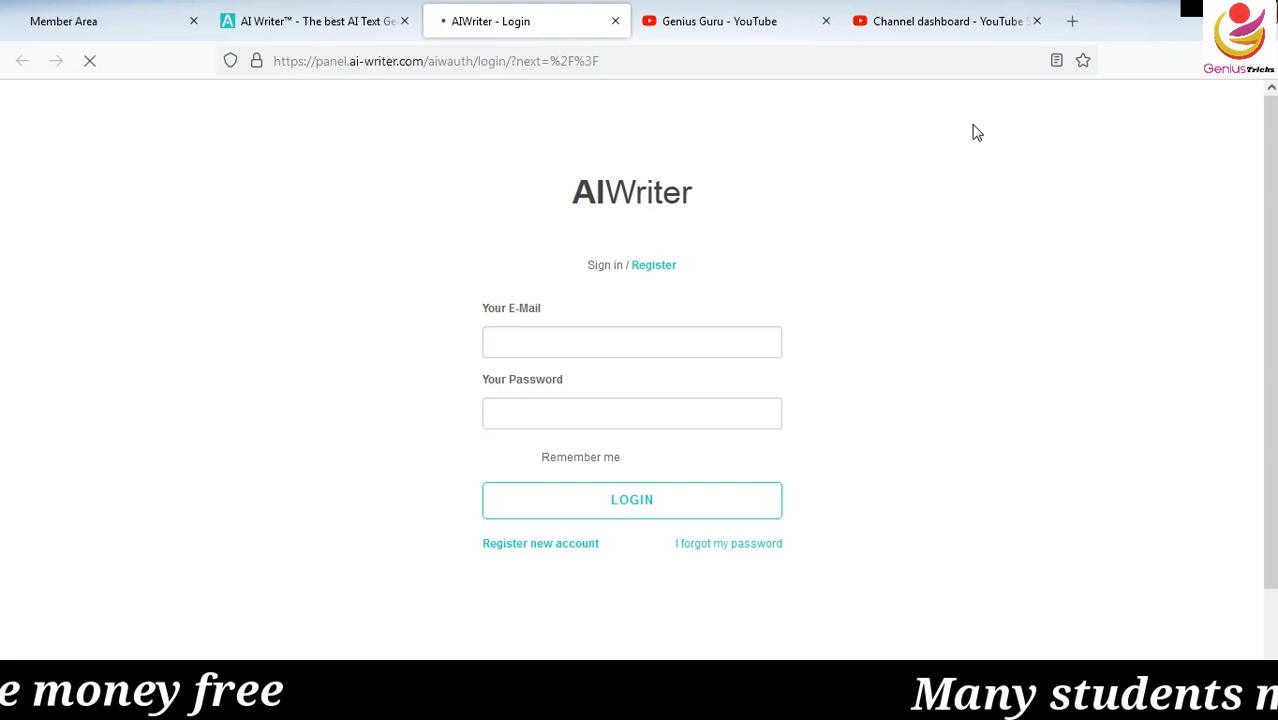 Member Area
AI Writer™ - The best AI Text Ge
AIWriter - Login
Genius Guru - YouTube
Channel dashboard - YouTube S
https://panel.ai-writer.com/aiwauth/login/?next=%2F%3F
GeniusTricks
AIWriter
Sign in / Register
Your E-Mail
Your Password
Remember me
LOGIN
Register new account
I forgot my password
e money free
Many students m